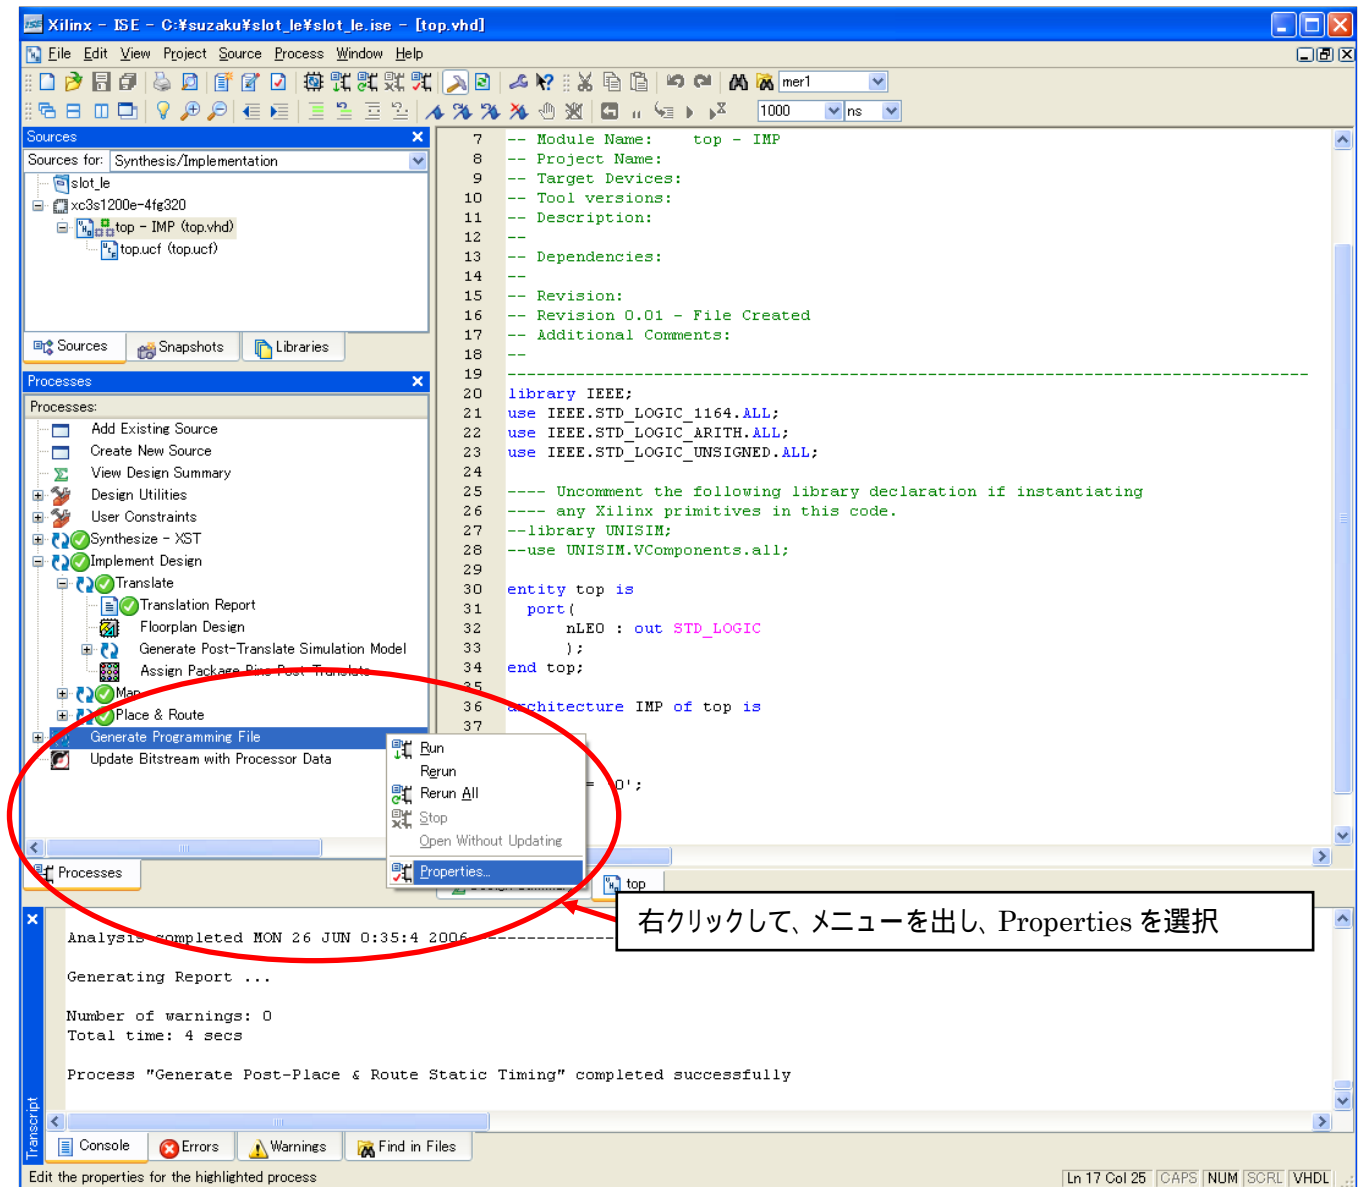 Xilinx - ISE - C:¥suzaku¥slot_le¥slot_le.ise - [top.vhd]
File Edit View Project Source Process Window Help
mer1
1000 ns
Sources
Sources for: Synthesis/Implementation
slot_le
xc3s1200e-4fg320
top - IMP (top.vhd)
top.ucf (top.ucf)
Sources Snapshots Libraries
Processes
Processes:
Add Existing Source
Create New Source
View Design Summary
Design Utilities
User Constraints
Synthesize - XST
Implement Design
Translate
Translation Report
Floorplan Design
Generate Post-Translate Simulation Model
Assign Package Pins Post-Translate
Map
Place & Route
Generate Programming File
Update Bitstream with Processor Data
Processes
Run
Rerun
Rerun All
Stop
Open Without Updating
Properties...
7 -- Module Name: top - IMP
8 -- Project Name:
9 -- Target Devices:
10 -- Tool versions:
11 -- Description:
12 --
13 -- Dependencies:
14 --
15 -- Revision:
16 -- Revision 0.01 - File Created
17 -- Additional Comments:
18 --
19 --------------------------------------------------------------------------------
20 library IEEE;
21 use IEEE.STD_LOGIC_1164.ALL;
22 use IEEE.STD_LOGIC_ARITH.ALL;
23 use IEEE.STD_LOGIC_UNSIGNED.ALL;
24
25 ---- Uncomment the following library declaration if instantiating
26 ---- any Xilinx primitives in this code.
27 --library UNISIM;
28 --use UNISIM.VComponents.all;
29
30 entity top is
31 port(
32 nLE0 : out STD_LOGIC
33 );
34 end top;
35
36 architecture IMP of top is
37
= '0';
Design Summary top
右クリックして、メニューを出し、Properties を選択
Analysis completed MON 26 JUN 0:35:4 2006 ---------------
Generating Report ...
Number of warnings: 0
Total time: 4 secs
Process "Generate Post-Place & Route Static Timing" completed successfully
Transcript
Console Errors Warnings Find in Files
Edit the properties for the highlighted process
Ln 17 Col 25 CAPS NUM SCRL VHDL